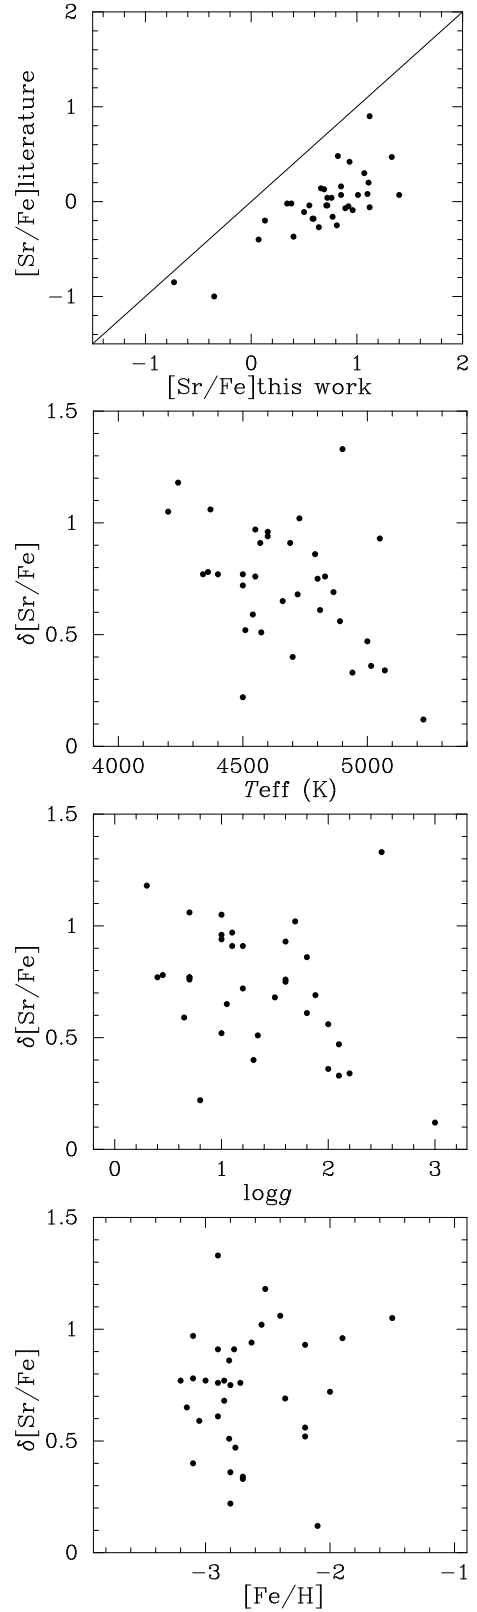 2
1
0
−1
[Sr/Fe]literature
−1 0 1 2
[Sr/Fe]this work
1.5
1
0.5
0
δ[Sr/Fe]
4000 4500 5000
Teff (K)
1.5
1
0.5
0
δ[Sr/Fe]
0 1 2 3
logg
1.5
1
0.5
0
δ[Sr/Fe]
−3 −2 −1
[Fe/H]